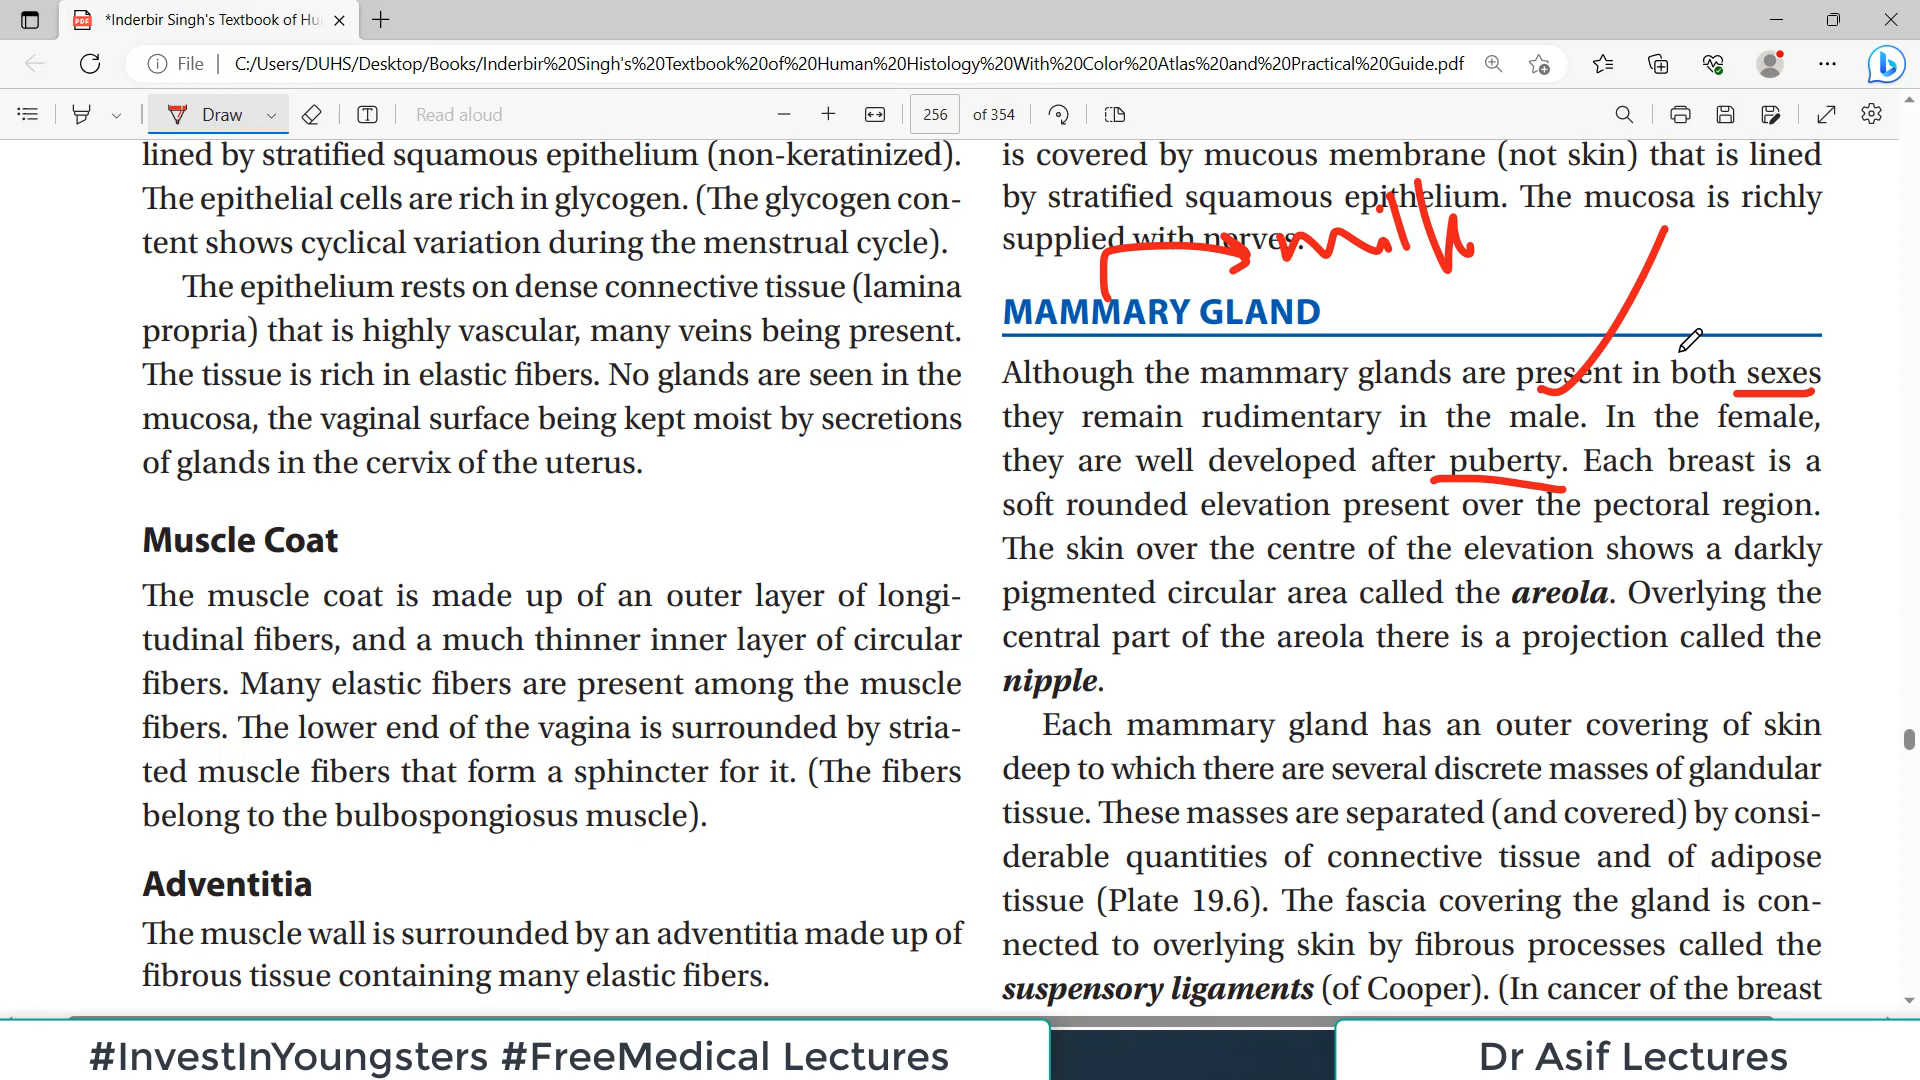 *Inderbir Singh's Textbook of Hu
File
C:/Users/DUHS/Desktop/Books/Inderbir%20Singh's%20Textbook%20of%20Human%20Histology%20With%20Color%20Atlas%20and%20Practical%20Guide.pdf
Draw
Read aloud
256
of 354
lined by stratified squamous epithelium (non-keratinized).
The epithelial cells are rich in glycogen. (The glycogen con-
tent shows cyclical variation during the menstrual cycle).
The epithelium rests on dense connective tissue (lamina
propria) that is highly vascular, many veins being present.
The tissue is rich in elastic fibers. No glands are seen in the
mucosa, the vaginal surface being kept moist by secretions
of glands in the cervix of the uterus.
Muscle Coat
The muscle coat is made up of an outer layer of longi-
tudinal fibers, and a much thinner inner layer of circular
fibers. Many elastic fibers are present among the muscle
fibers. The lower end of the vagina is surrounded by stria-
ted muscle fibers that form a sphincter for it. (The fibers
belong to the bulbospongiosus muscle).
Adventitia
The muscle wall is surrounded by an adventitia made up of
fibrous tissue containing many elastic fibers.
is covered by mucous membrane (not skin) that is lined
by stratified squamous epithelium. The mucosa is richly
supplied with nerves.
milk
MAMMARY GLAND
Although the mammary glands are present in both sexes
they remain rudimentary in the male. In the female,
they are well developed after puberty. Each breast is a
soft rounded elevation present over the pectoral region.
The skin over the centre of the elevation shows a darkly
pigmented circular area called the areola. Overlying the
central part of the areola there is a projection called the
nipple.
Each mammary gland has an outer covering of skin
deep to which there are several discrete masses of glandular
tissue. These masses are separated (and covered) by consi-
derable quantities of connective tissue and of adipose
tissue (Plate 19.6). The fascia covering the gland is con-
nected to overlying skin by fibrous processes called the
suspensory ligaments (of Cooper). (In cancer of the breast
#InvestInYoungsters #FreeMedical Lectures
Dr Asif Lectures